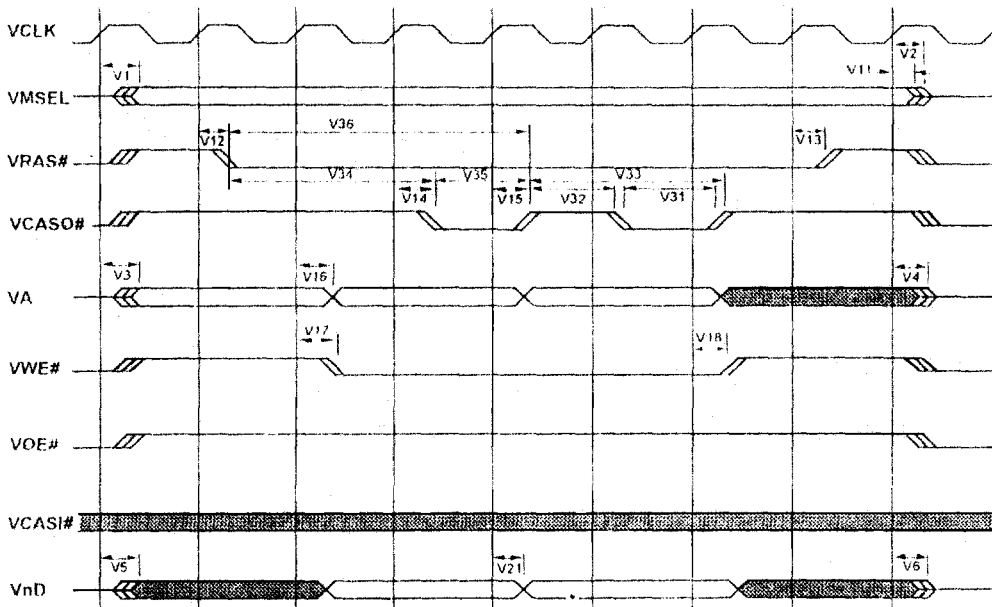 VCLK
V2
V1
V11
VMSEL
V36
V12
V13
VRAS#
V34
V35
V33
V14
V15
V32
V31
VCASO#
V3
V16
V4
VA
V17
V18
VWE#
VOE#
VCASI#
V5
V21
V6
VnD